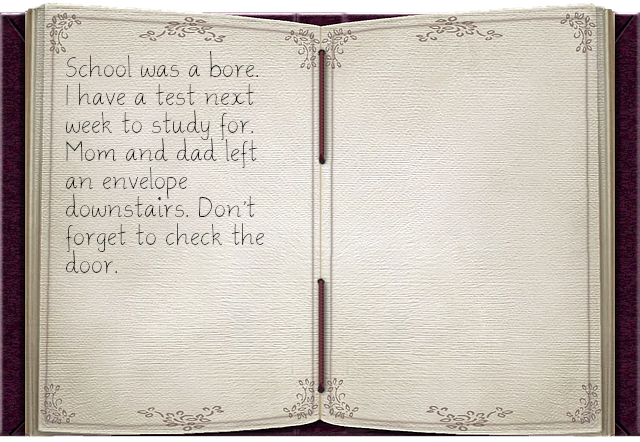 School was a bore.
I have a test next
week to study for.
Mom and dad left
an envelope
downstairs. Don't
forget to check the
door.